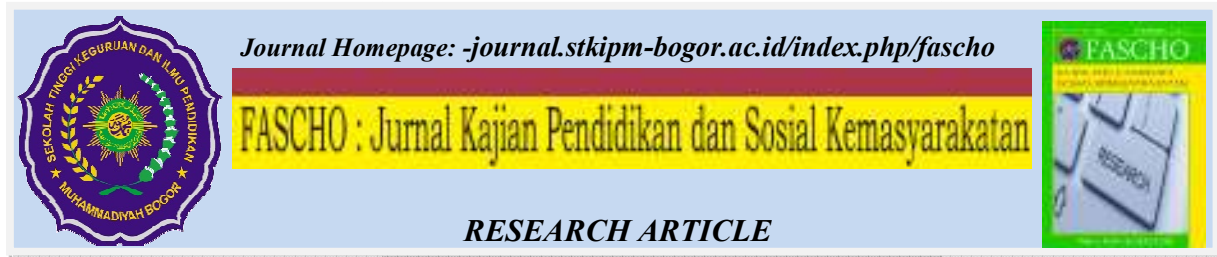 Journal Homepage: -journal.stkipm-bogor.ac.id/index.php/fascho
FASCHO : Jurnal Kajian Pendidikan dan Sosial Kemasyarakatan
RESEARCH ARTICLE
SEKOLAH TINGGI KEGURUAN DAN ILMU PENDIDIKAN
★ MUHAMMADIYAH BOGOR ★
FASCHO
RESEARCH